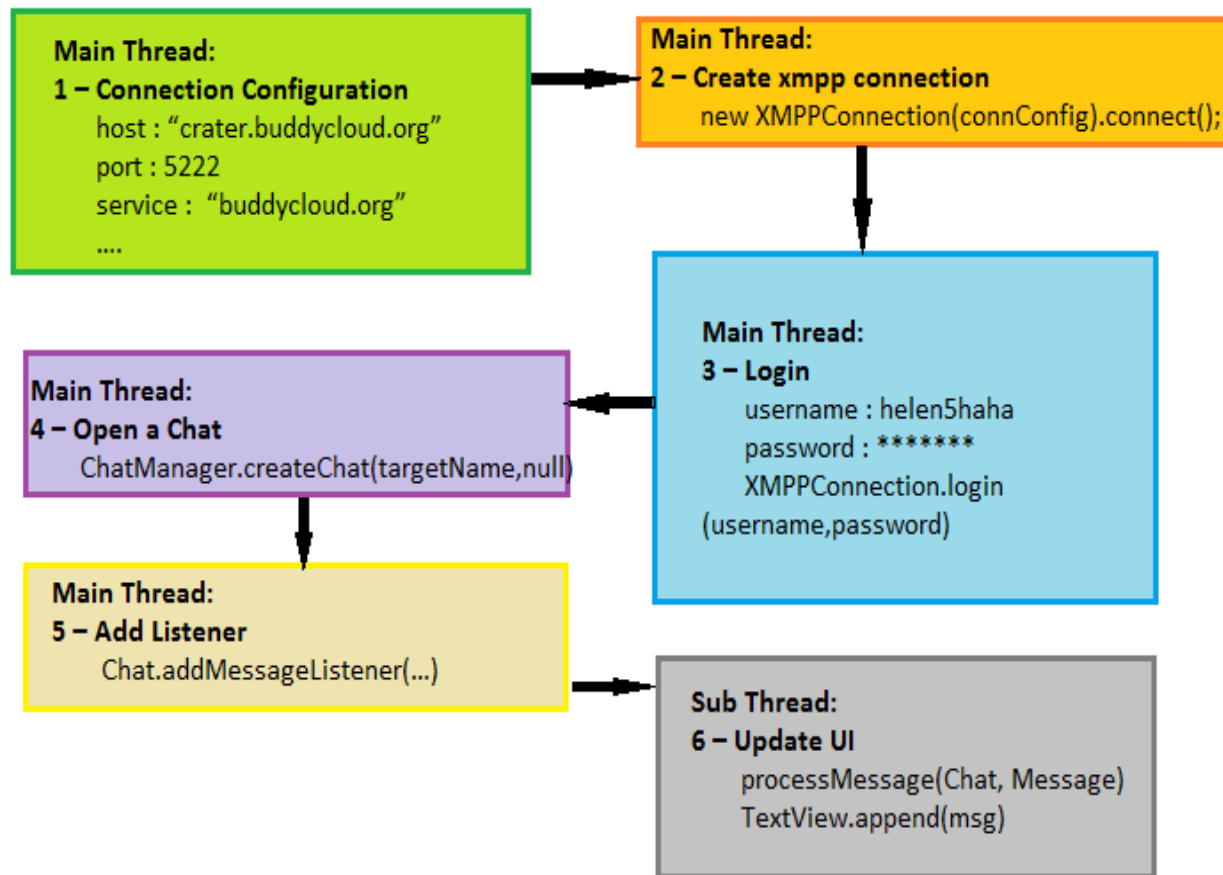 Main Thread:
1 – Connection Configuration
host : “crater.buddycloud.org”
port : 5222
service :  “buddycloud.org”
....
Main Thread:
2 – Create xmpp connection
new XMPPConnection(connConfig).connect();
Main Thread:
3 – Login
username : helen5haha
password : *******
XMPPConnection.login
(username,password)
Main Thread:
4 – Open a Chat
ChatManager.createChat(targetName,null)
Main Thread:
5 – Add Listener
Chat.addMessageListener(...)
Sub Thread:
6 – Update UI
processMessage(Chat, Message)
TextView.append(msg)